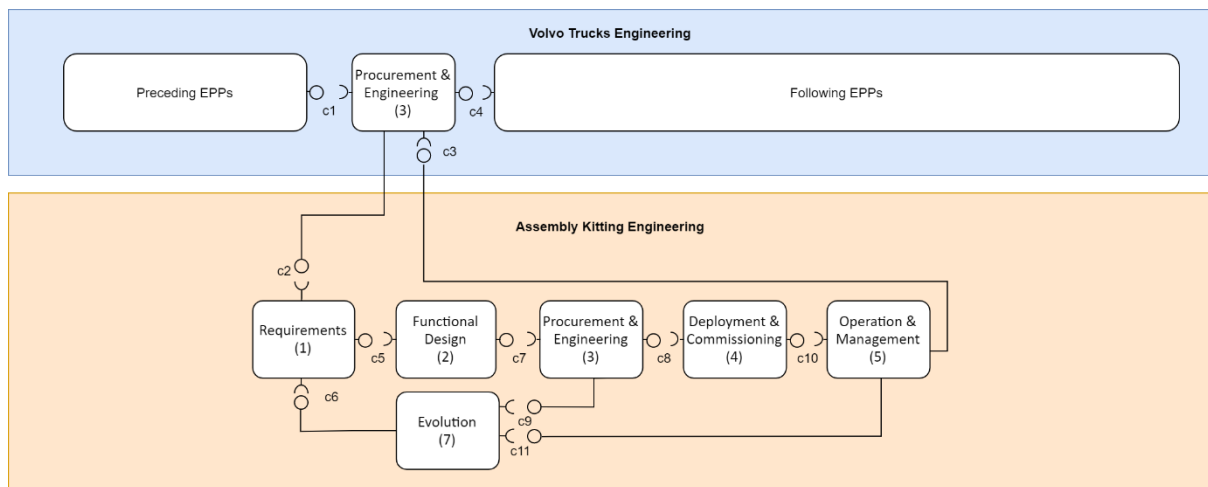 Volvo Trucks Engineering
Preceding EPPs
c1
Procurement &
Engineering
(3)
c4
Following EPPs
c3
Assembly Kitting Engineering
c2
Requirements
(1)
c5
Functional
Design
(2)
c7
Procurement &
Engineering
(3)
c8
Deployment &
Commissioning
(4)
c10
Operation &
Management
(5)
c6
Evolution
(7)
c9
c11